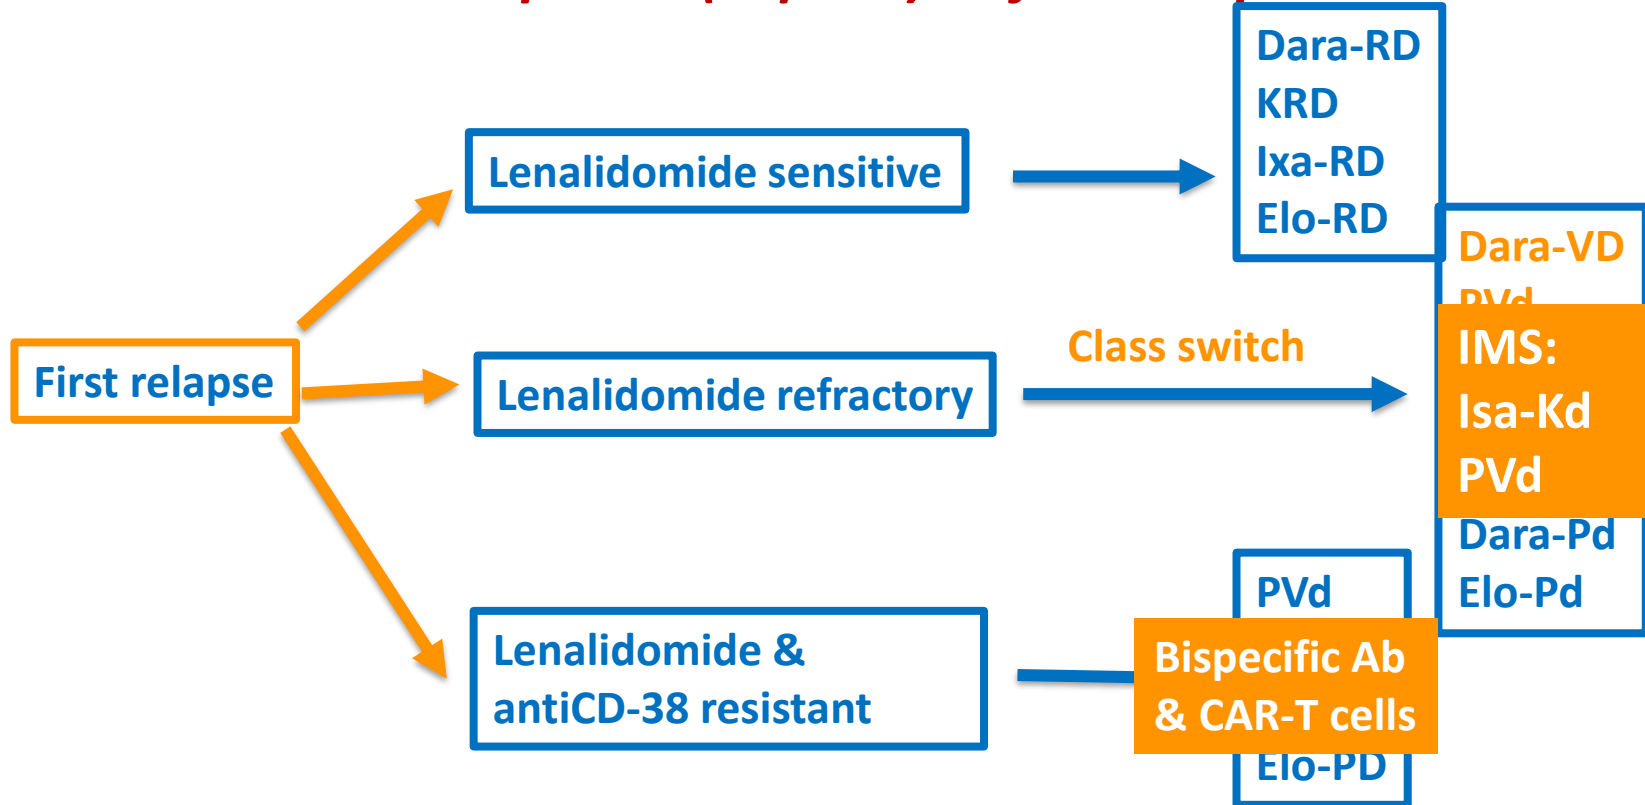 Dara-RD
KRD
Ixa-RD
Elo-RD
Lenalidomide sensitive
Dara-VD
PVd
IMS:
Isa-Kd
PVd
Dara-Pd
Elo-Pd
Class switch
First relapse
Lenalidomide refractory
PVd
Bispecific Ab
& CAR-T cells
Elo-PD
Lenalidomide &
antiCD-38 resistant